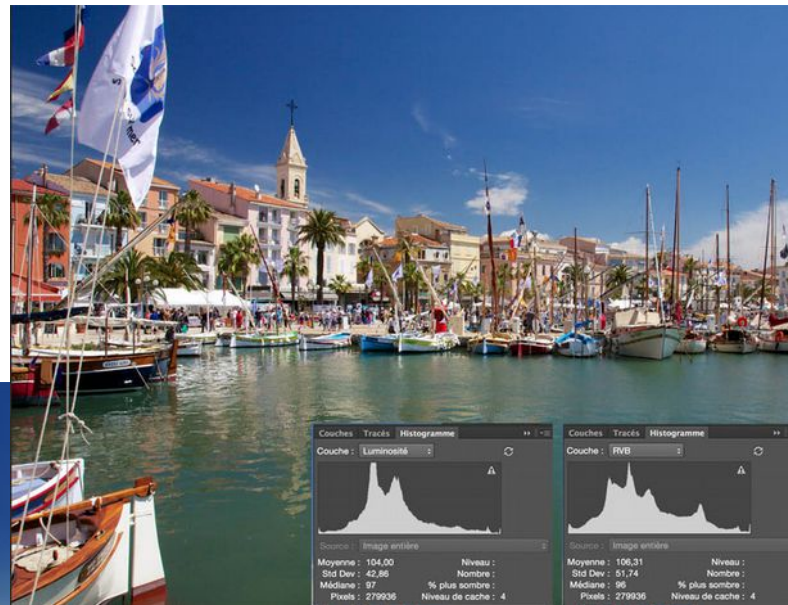 mer
Couches Tracés Histogramme
Couche : Luminosité
Source : Image entière
Moyenne : 104,00 Niveau :
Std Dev : 42,86 Nombre :
Médiane : 97 % plus sombre :
Pixels : 279936 Niveau de cache : 4
Couches Tracés Histogramme
Couche : RVB
Source : Image entière
Moyenne : 106,31 Niveau :
Std Dev : 51,74 Nombre :
Médiane : 96 % plus sombre :
Pixels : 279936 Niveau de cache : 4